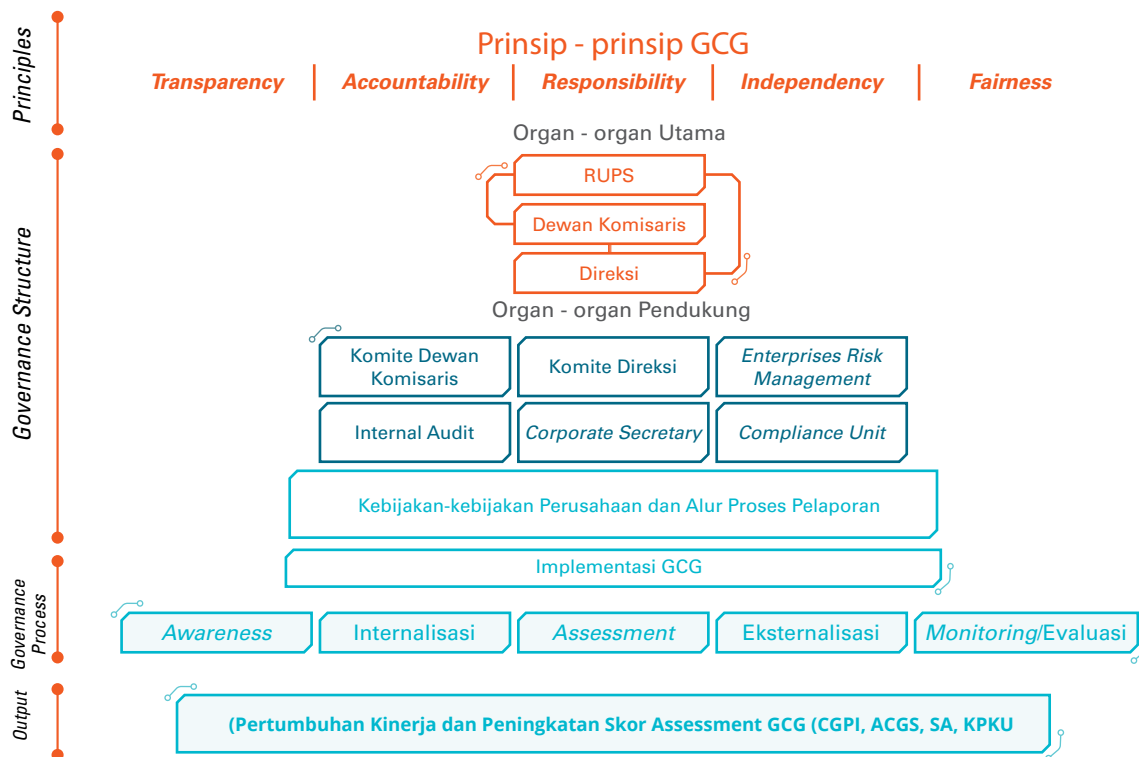 Principles
Prinsip - prinsip GCG
Transparency
Accountability
Responsibility
Independency
Fairness
Governance Structure
Organ - organ Utama
RUPS
Dewan Komisaris
Direksi
Organ - organ Pendukung
Komite Dewan
Komisaris
Komite Direksi
Enterprises Risk
Management
Internal Audit
Corporate Secretary
Compliance Unit
Kebijakan-kebijakan Perusahaan dan Alur Proses Pelaporan
Governance
Process
Implementasi GCG
Awareness
Internalisasi
Assessment
Eksternalisasi
Monitoring/Evaluasi
Output
(Pertumbuhan Kinerja dan Peningkatan Skor Assessment GCG (CGPI, ACGS, SA, KPKU